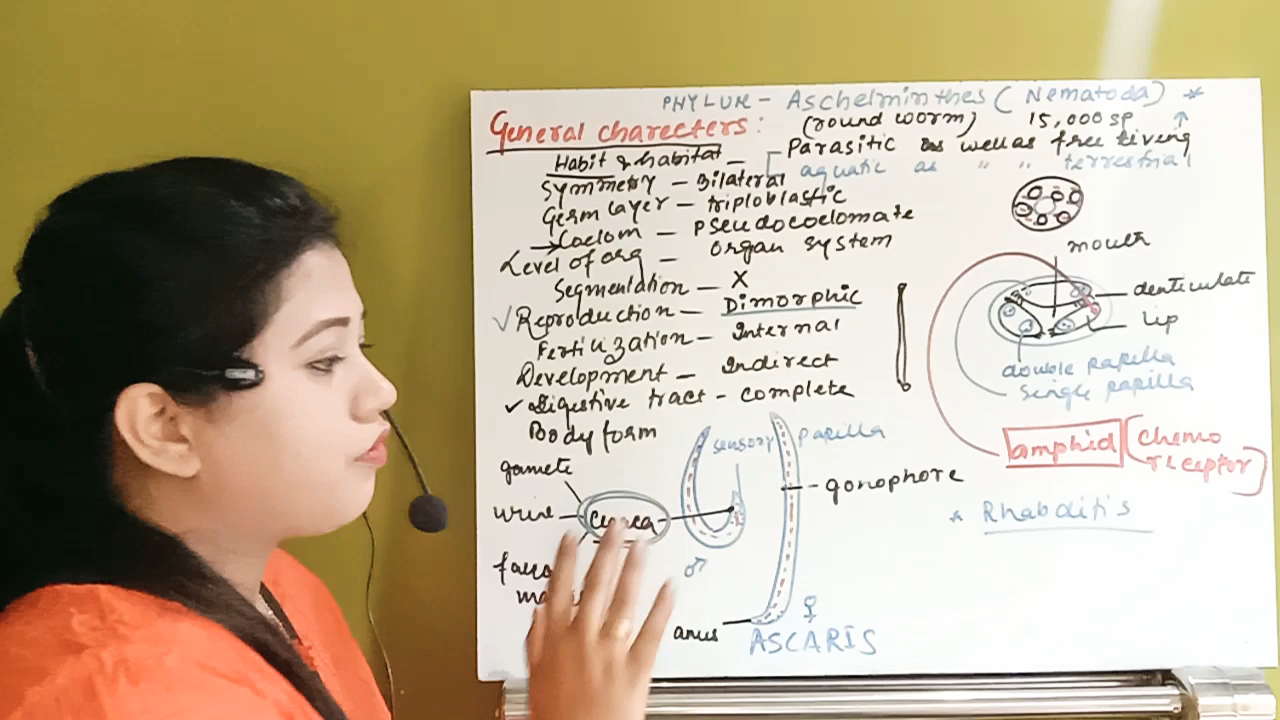 PHYLUM - Aschelminthes (Nematoda) *
General charecters:
(round worm) 15,000 sp ↑
Habit & habitat - Parasitic as well as free living
aquatic as " " terrestrial
Symmetry - Bilateral
Germ layer - triploblastic
→ Coelom - pseudocoelomate
Level of org - organ system
Segmentation - X
√ Reproduction - Dimorphic
Fertilization - Internal
Development - Indirect
✓ Digestive tract - complete
Body form
mouth
denticulate
Lip
double papilla
Single papilla
amphid (chemo
receptor)
* Rhabditis
sensory papilla
gonophore
gamete
urine
♂
♀
anus
ASCARIS